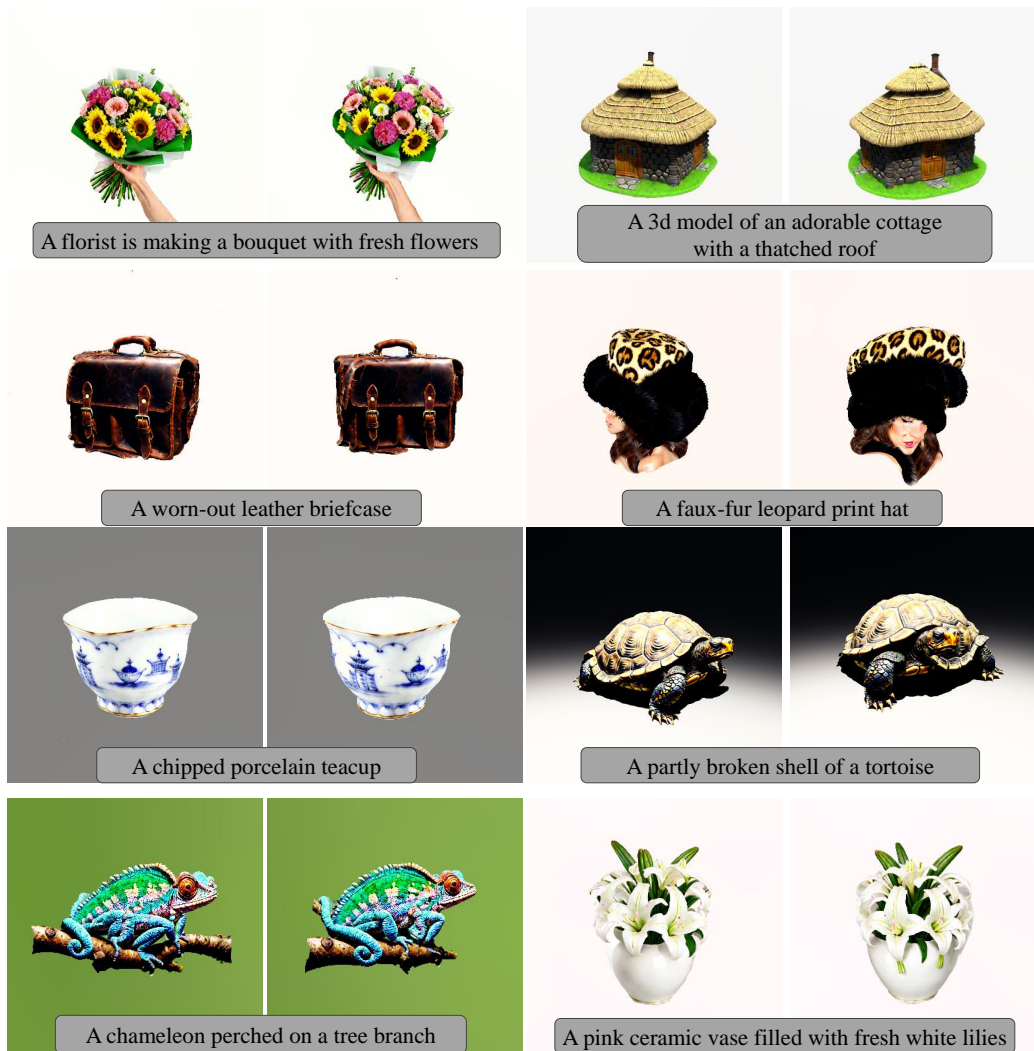 A florist is making a bouquet with fresh flowers
A 3d model of an adorable cottage
with a thatched roof
A worn-out leather briefcase
A faux-fur leopard print hat
A chipped porcelain teacup
A partly broken shell of a tortoise
A chameleon perched on a tree branch
A pink ceramic vase filled with fresh white lilies